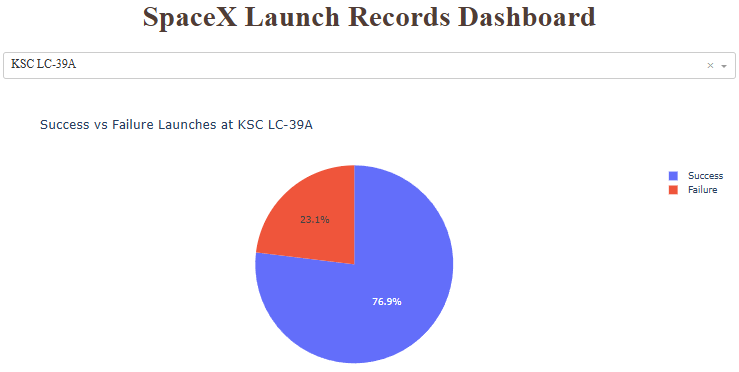 SpaceX Launch Records Dashboard
KSC LC-39A
Success vs Failure Launches at KSC LC-39A
Success
Failure
23.1%
76.9%